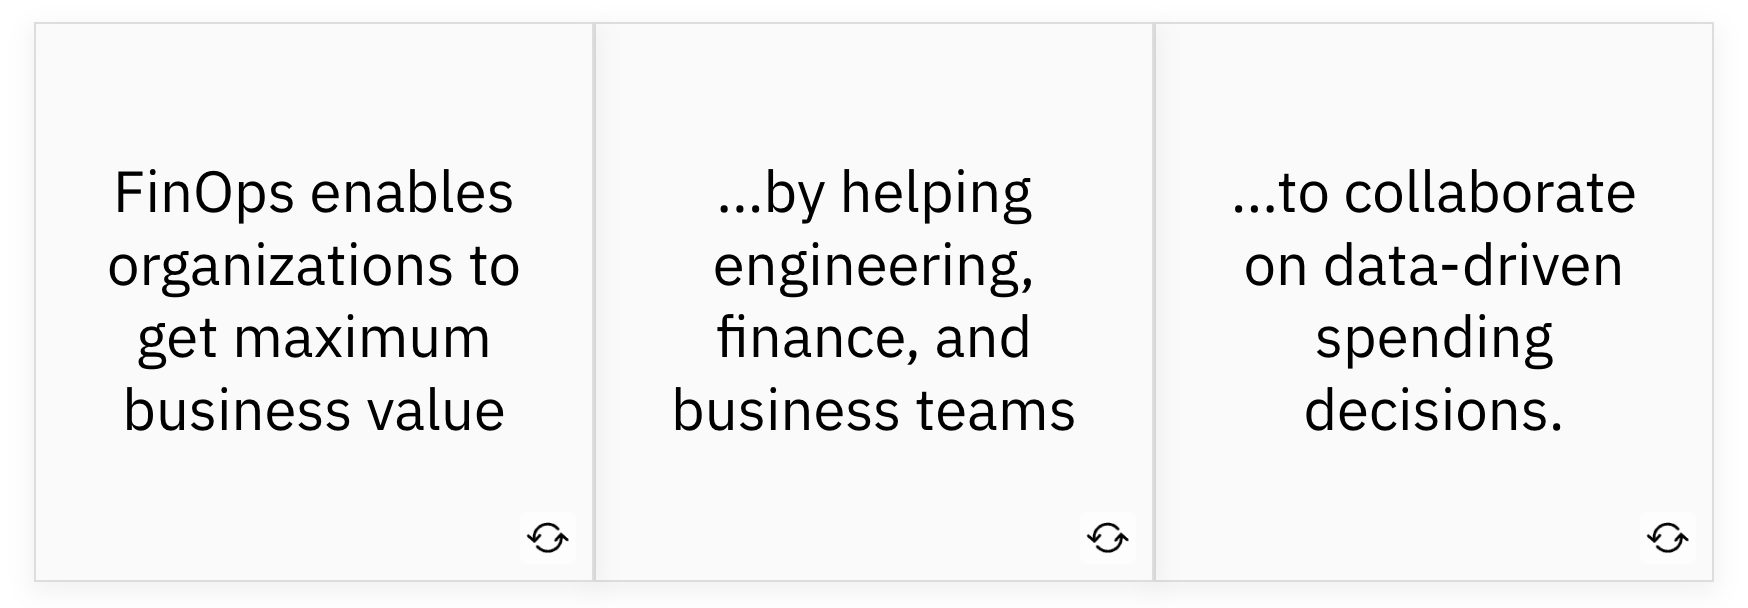 FinOps enables
organizations to
get maximum
business value
...by helping
engineering,
finance, and
business teams
...to collaborate
on data-driven
spending
decisions.